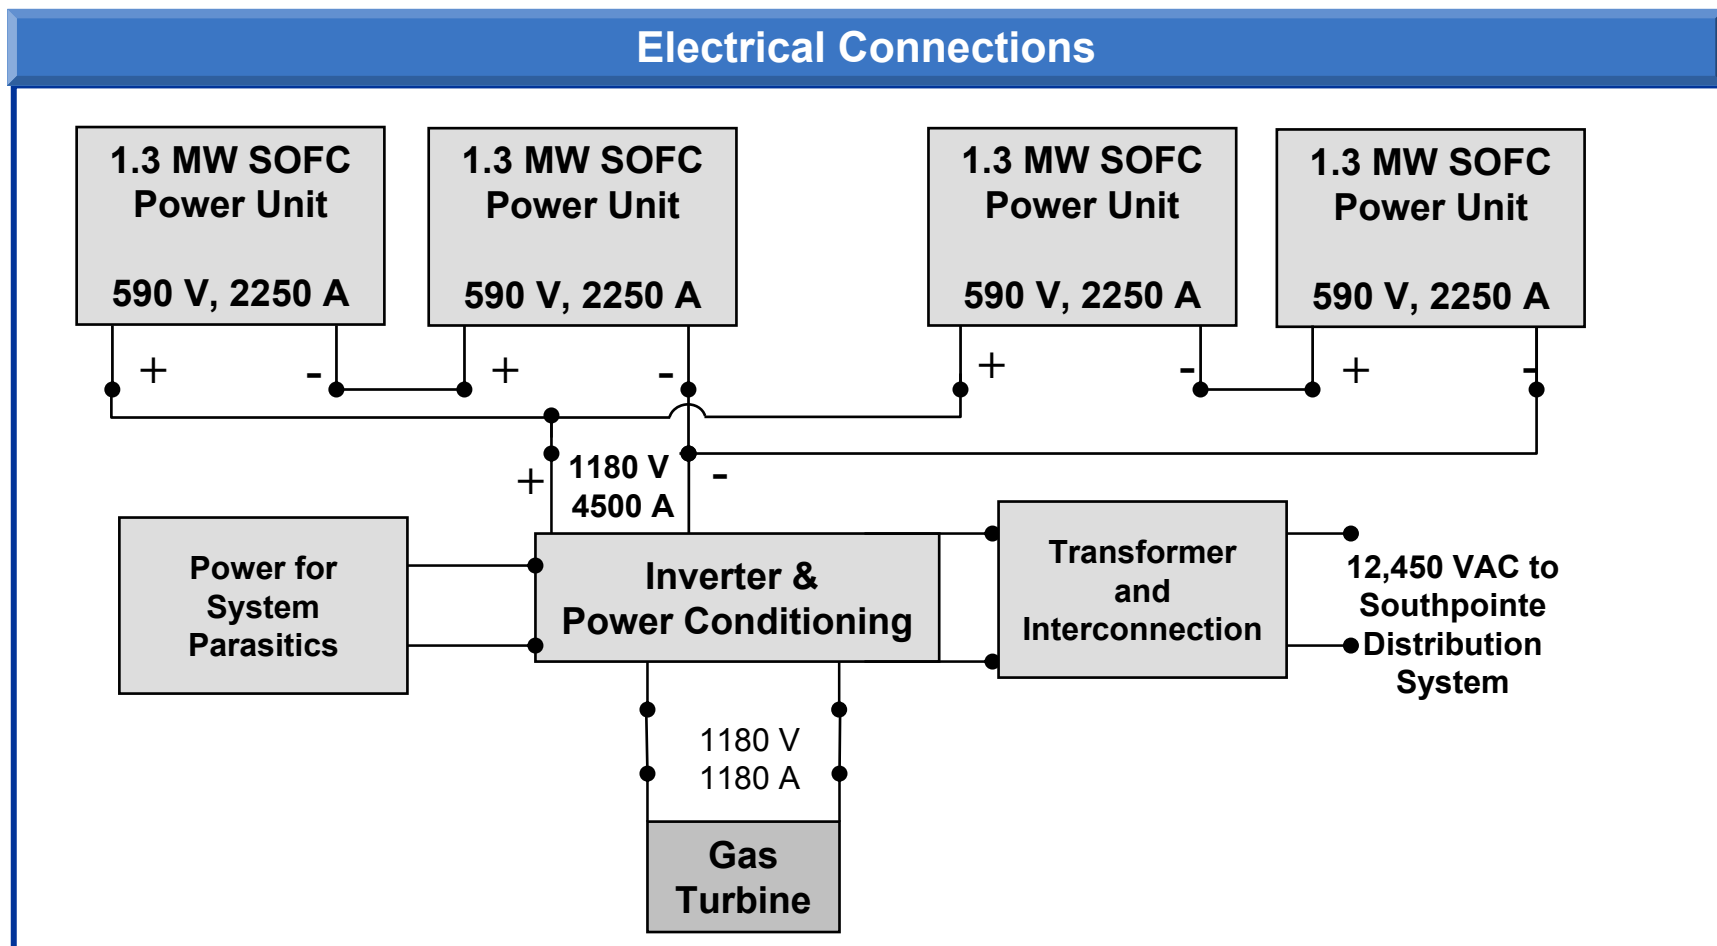 Electrical Connections
1.3 MW SOFC
Power Unit
590 V, 2250 A
1.3 MW SOFC
Power Unit
590 V, 2250 A
1.3 MW SOFC
Power Unit
590 V, 2250 A
1.3 MW SOFC
Power Unit
590 V, 2250 A
+ - + - + - + -
+ 1180 V -
4500 A
Power for
System
Parasitics
Inverter &
Power Conditioning
Transformer
and
Interconnection
12,450 VAC to
Southpointe
Distribution
System
1180 V
1180 A
Gas
Turbine